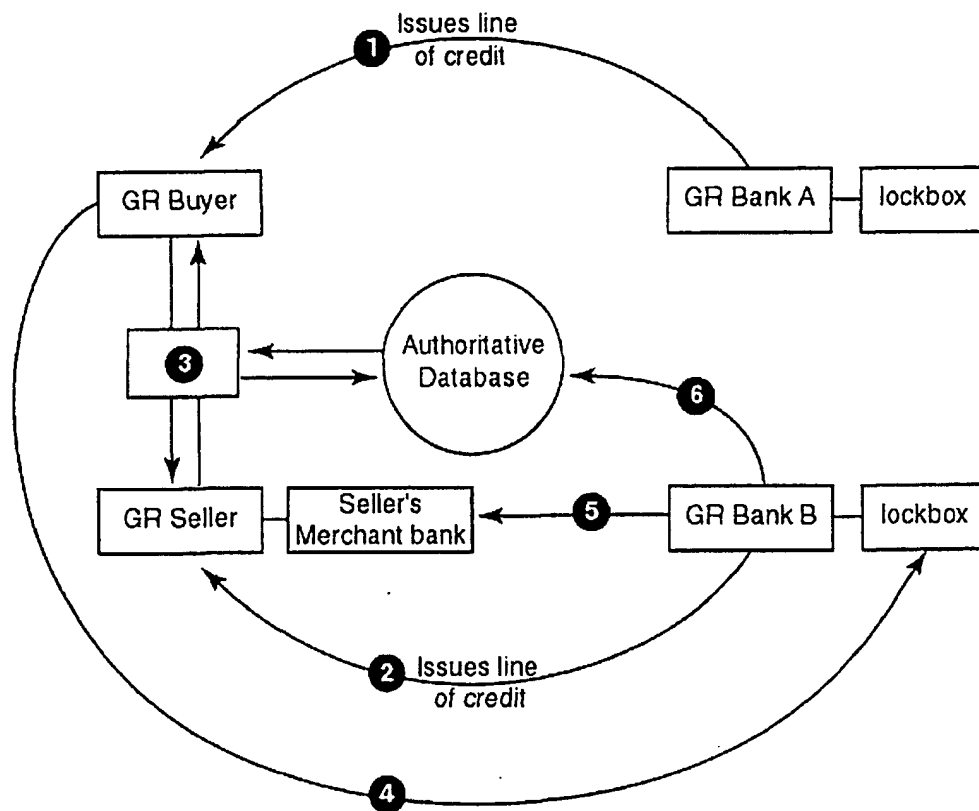 1
Issues line
of credit
GR Buyer
GR Bank A
lockbox
3
Authoritative
Database
6
GR Seller
Seller's
Merchant bank
5
GR Bank B
lockbox
2
Issues line
of credit
4